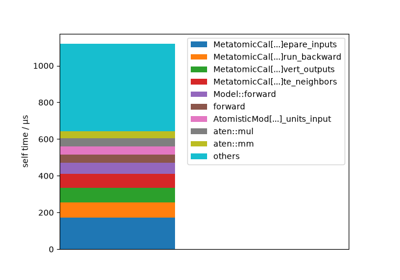 1000
800
600
400
200
0
self time / µs
MetatomicCal[...]epare_inputs
MetatomicCal[...]run_backward
MetatomicCal[...]vert_outputs
MetatomicCal[...]te_neighbors
Model::forward
forward
AtomisticMod[...]_units_input
aten::mul
aten::mm
others